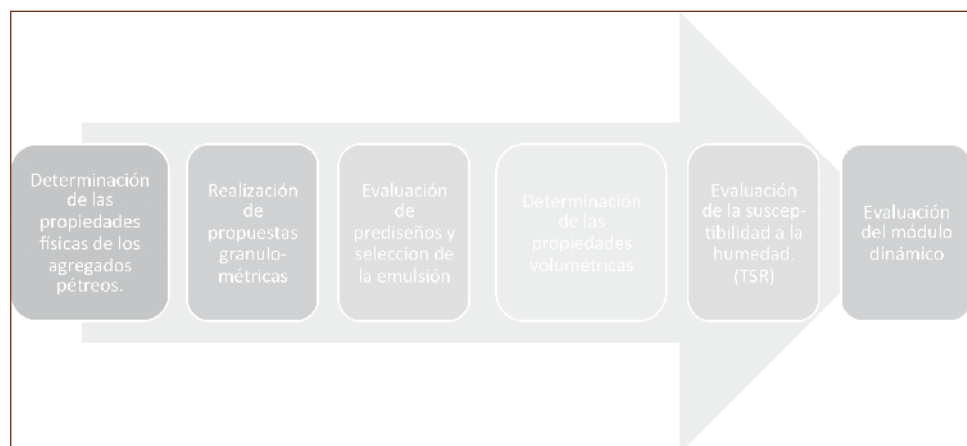 Determinación
de las
propiedades
físicas de los
agregados
pétreos.
Realización
de
propuestas
granulo-
métricas
Evaluación
de
prediseños y
seleccion de
la emulsión
Determinación
de las
propiedades
volumétricas
Evaluación
de la suscep-
tibilidad a la
humedad.
(TSR)
Evaluación
del módulo
dinámico